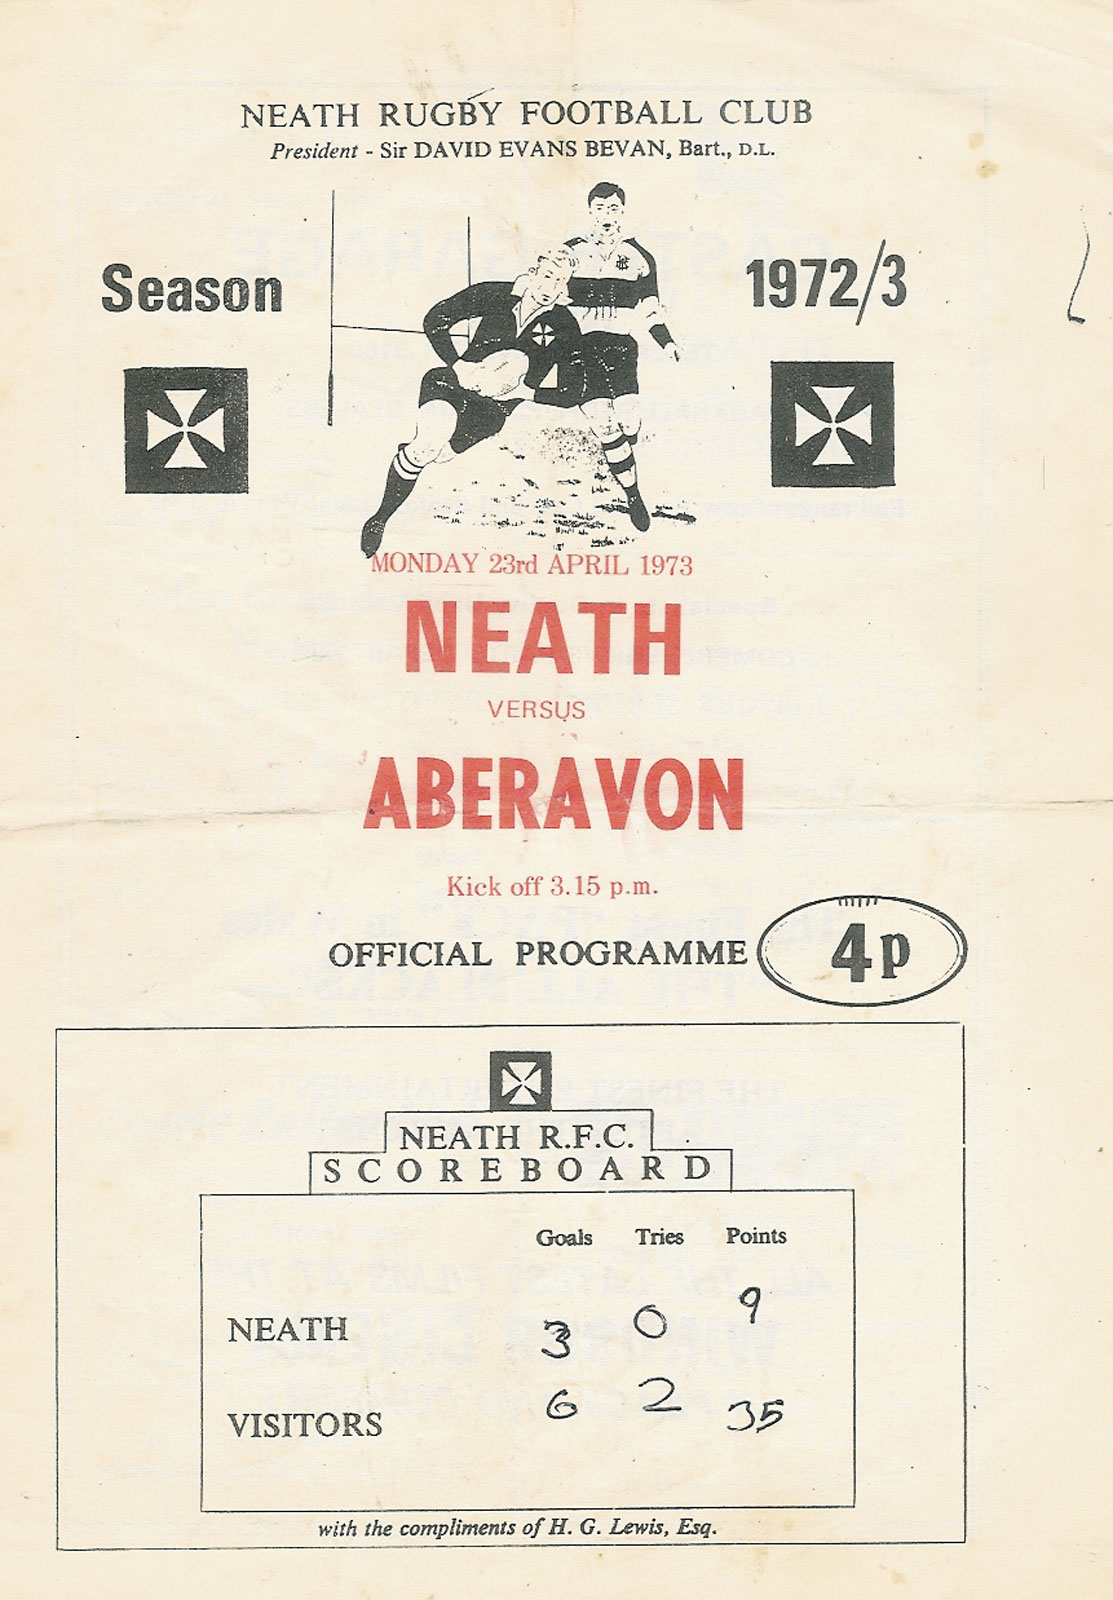 NEATH RUGBY FOOTBALL CLUB
President - Sir DAVID EVANS BEVAN, Bart., D.L.
Season 1972/3
MONDAY 23rd APRIL 1973
NEATH
VERSUS
ABERAVON
Kick off 3.15 p.m.
OFFICIAL PROGRAMME 4p
NEATH R.F.C.
SCOREBOARD
Goals Tries Points
NEATH 3 0 9
VISITORS 6 2 35
with the compliments of H. G. Lewis, Esq.